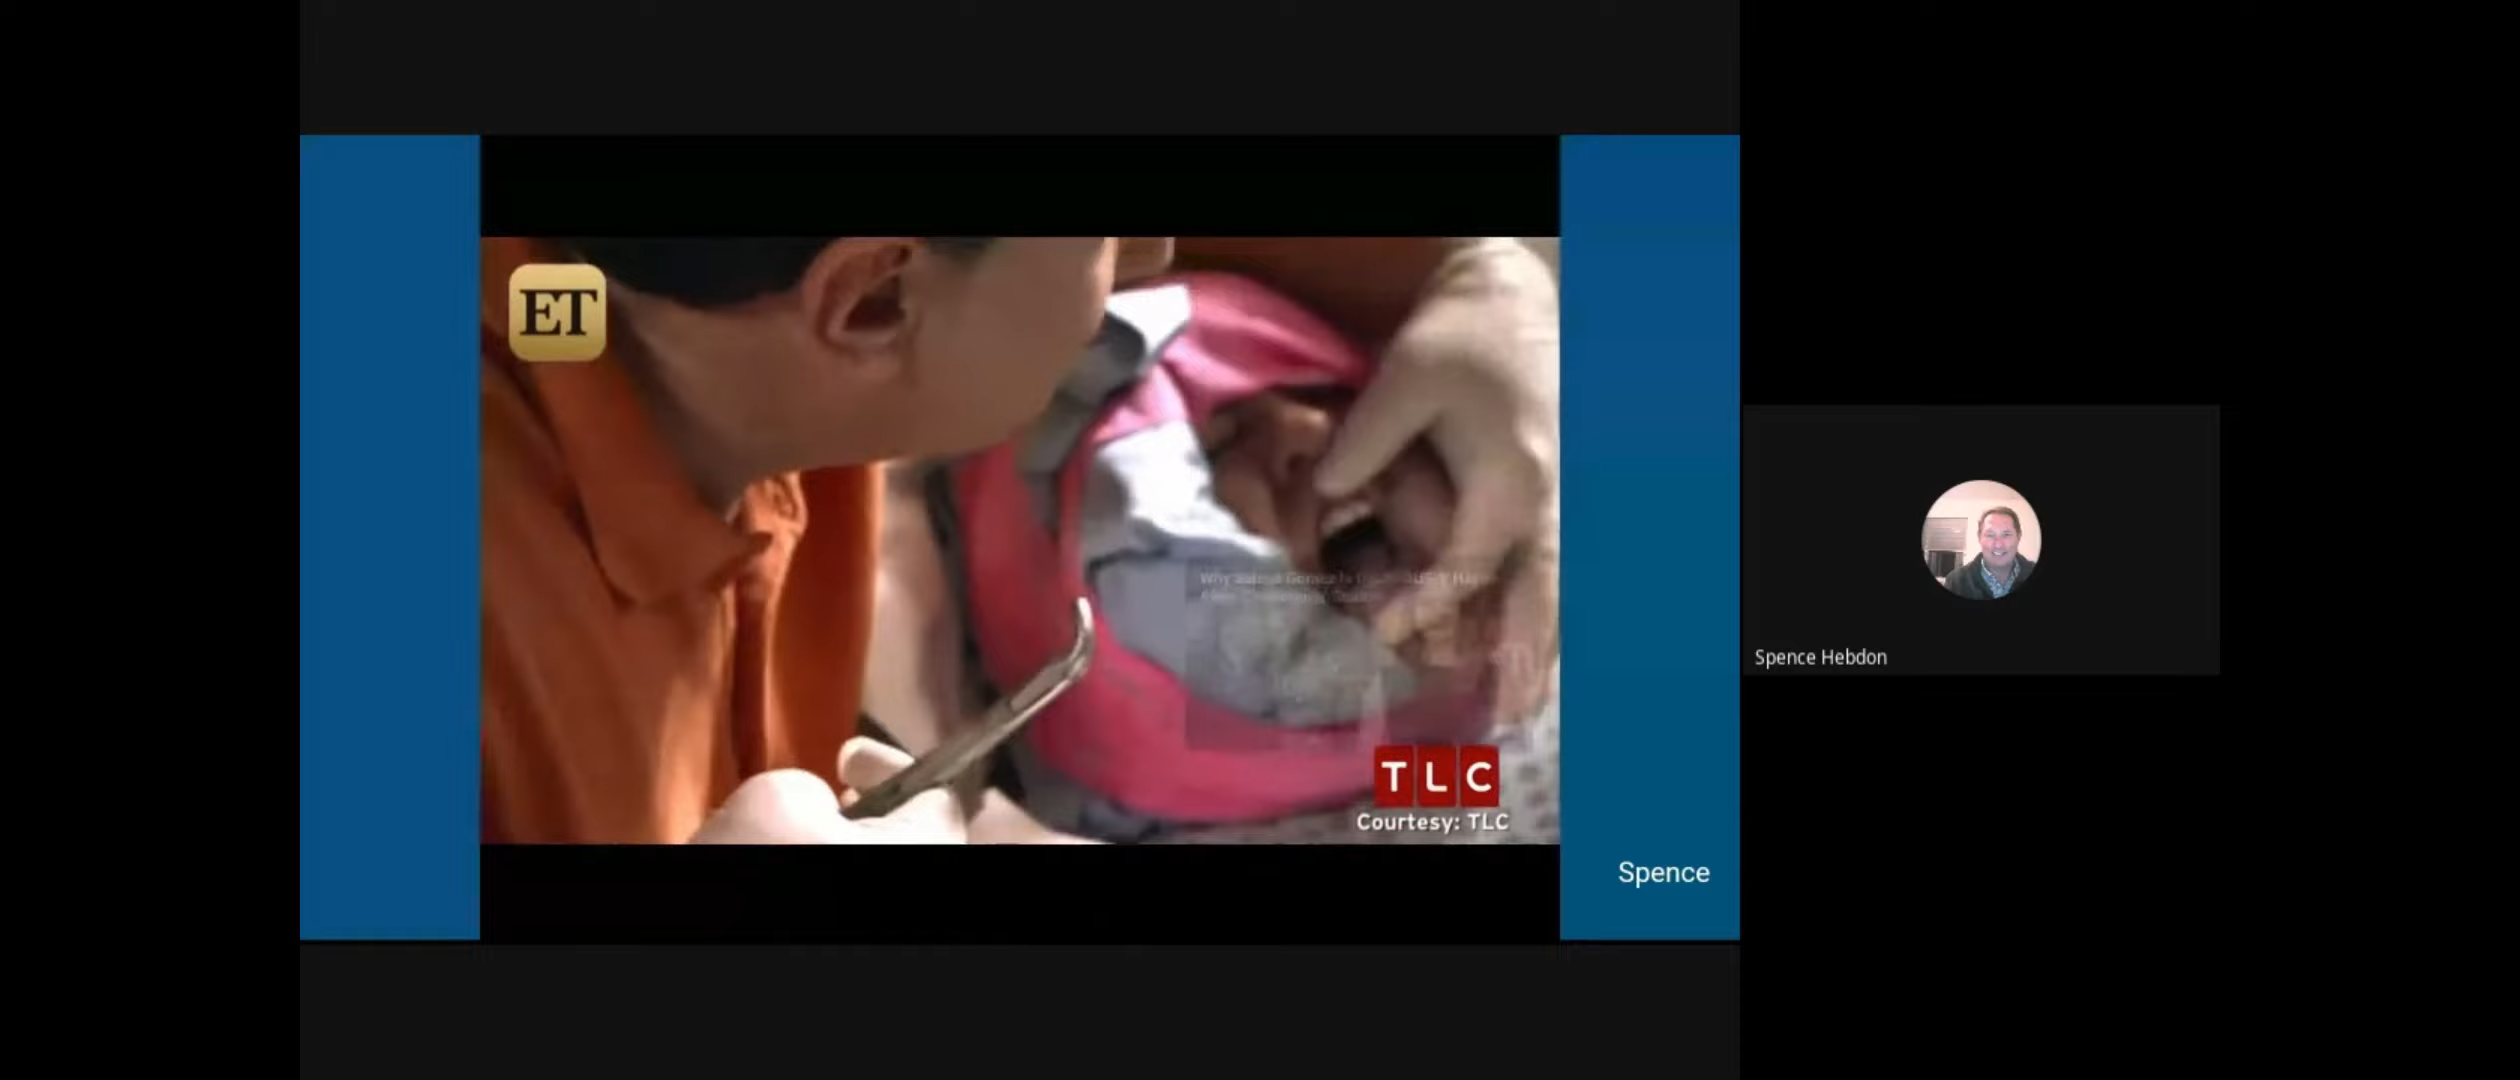 ET
TLC
Courtesy: TLC
Spence
Spence Hebdon